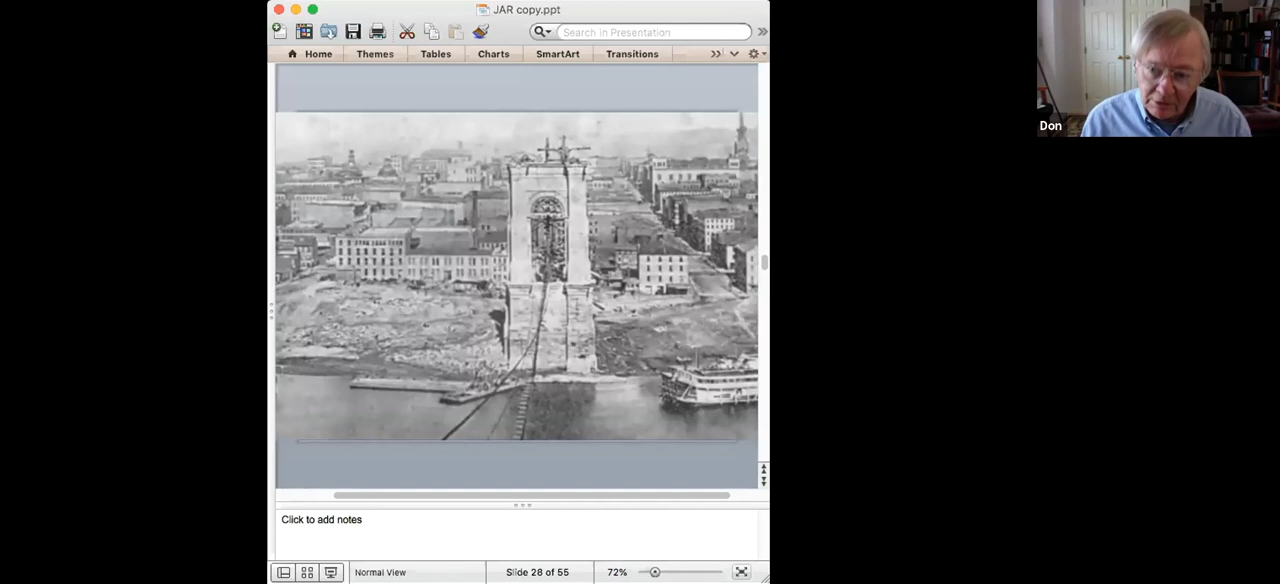 JAR copy.ppt
Search in Presentation
Home Themes Tables Charts SmartArt Transitions
Don
Click to add notes
Normal View Slide 28 of 55 72%